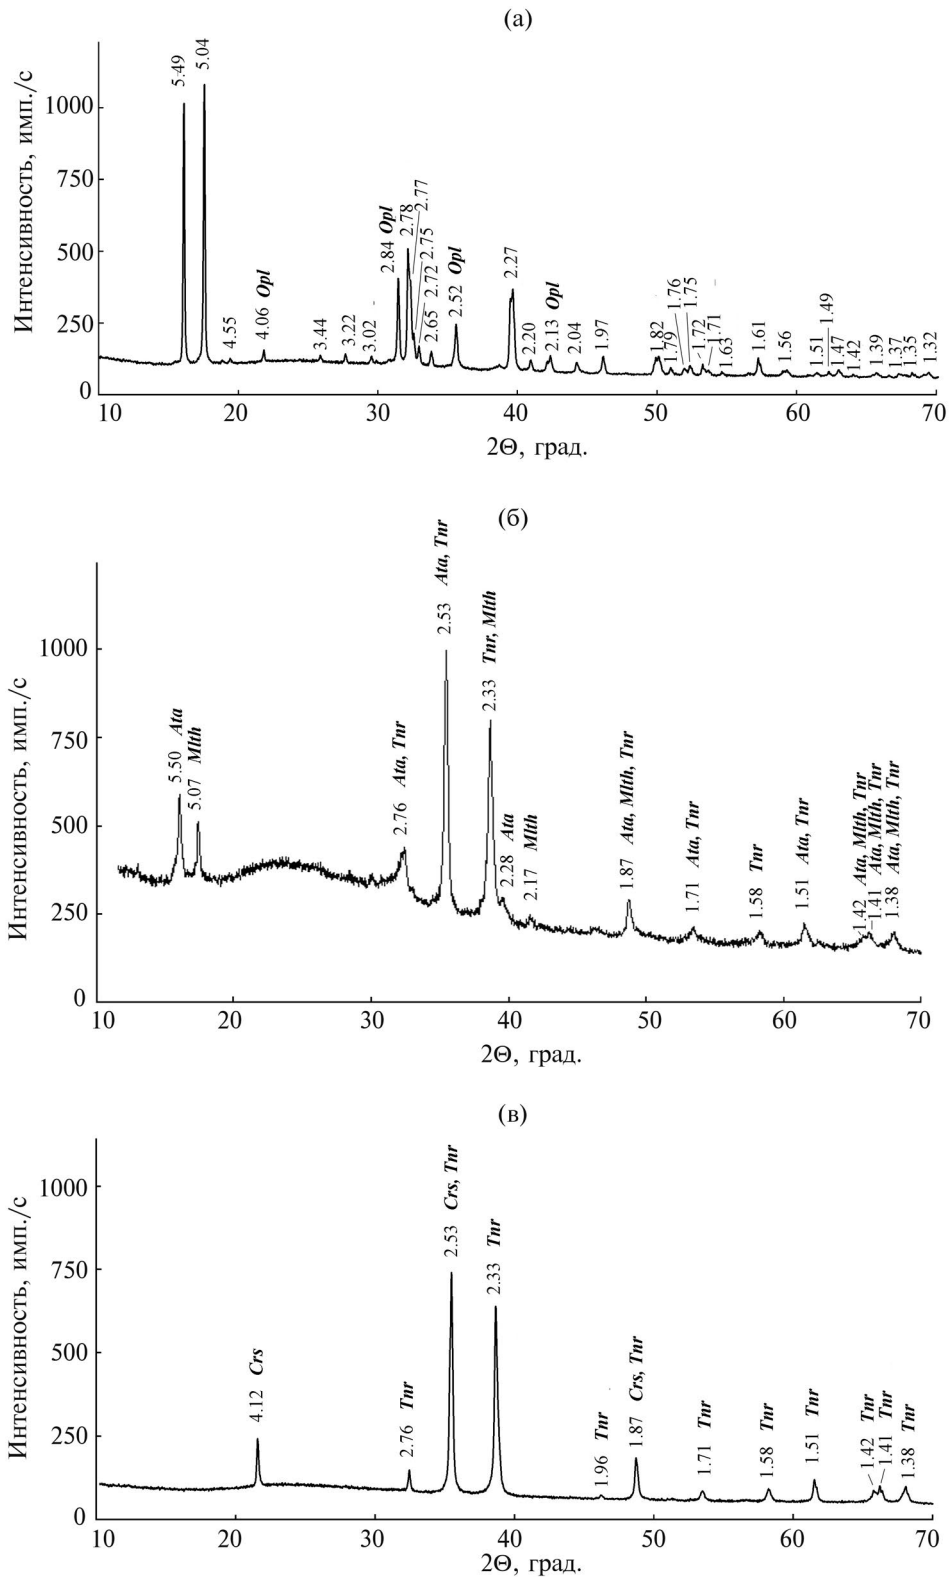 (а)
Интенсивность, имп./с
1000
750
500
250
0
5.49
5.04
4.55
4.06 Opl
3.44
3.22
3.02
2.84 Opl
2.78
2.77
2.75
2.72
2.65
2.52 Opl
2.27
2.20
2.13 Opl
2.04
1.97
1.82
1.79
1.76
1.75
1.72
1.71
1.63
1.61
1.56
1.51
1.49
1.47
1.42
1.39
1.37
1.35
1.32
10 20 30 40 50 60 70
2Θ, град.
(б)
Интенсивность, имп./с
1000
750
500
250
0
5.50 Ata
5.07 Mlth
2.76 Ata, Tnr
2.53 Ata, Tnr
2.33 Tnr, Mlth
2.28 Ata
2.17 Mlth
1.87 Ata, Mlth, Tnr
1.71 Ata, Tnr
1.58 Tnr
1.51 Ata, Tnr
1.42 Ata, Mlth, Tnr
1.41 Ata, Mlth, Tnr
1.38 Ata, Mlth, Tnr
10 20 30 40 50 60 70
2Θ, град.
(в)
Интенсивность, имп./с
1000
750
500
250
0
4.12 Crs
2.76 Tnr
2.53 Crs, Tnr
2.33 Tnr
1.96 Tnr
1.87 Crs, Tnr
1.71 Tnr
1.58 Tnr
1.51 Tnr
1.42 Tnr
1.41 Tnr
1.38 Tnr
10 20 30 40 50 60 70
2Θ, град.